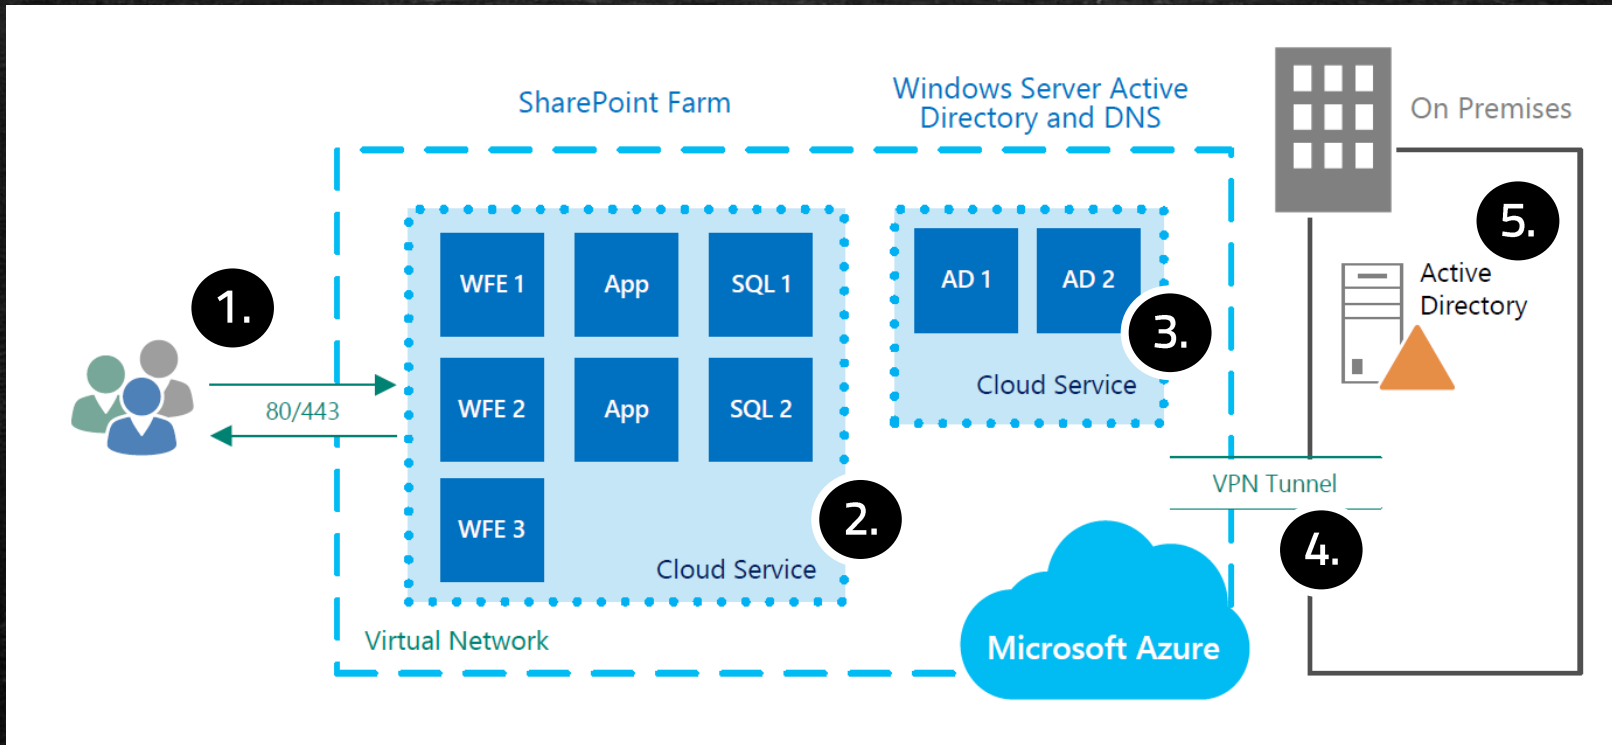 SharePoint Farm
Windows Server Active
Directory and DNS
On Premises
1.
80/443
WFE 1
App
SQL 1
WFE 2
App
SQL 2
WFE 3
2.
Cloud Service
AD 1
AD 2
3.
Cloud Service
5.
Active
Directory
VPN Tunnel
4.
Virtual Network
Microsoft Azure